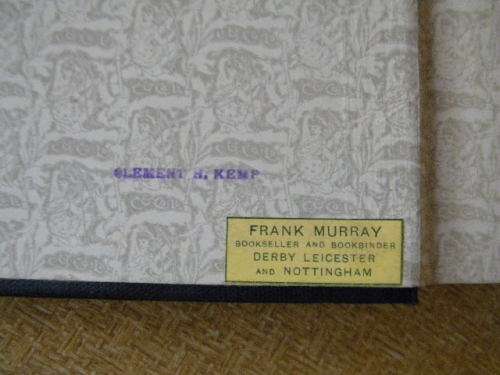 CLEMENT H. KEMP
FRANK MURRAY
BOOKSELLER AND BOOKBINDER
DERBY LEICESTER
AND NOTTINGHAM